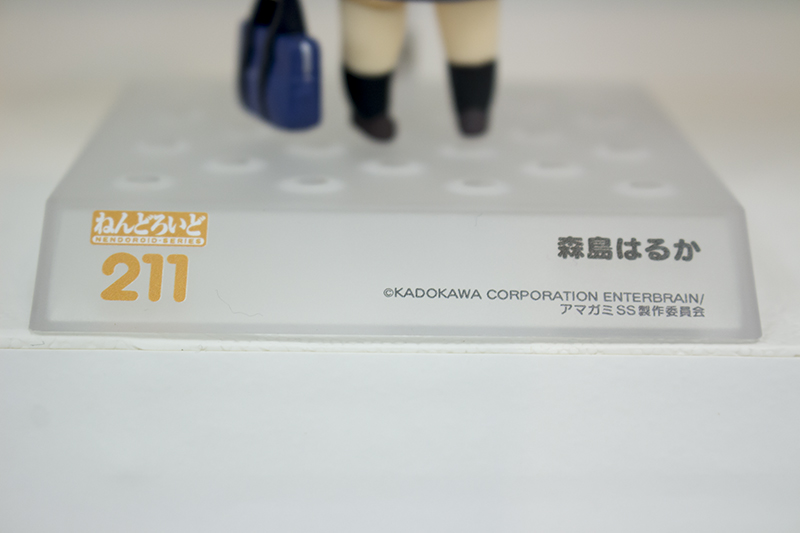 ねんどろいど
NENDOROID SERIES
211
森島はるか
©KADOKAWA CORPORATION ENTERBRAIN/
アマガミSS製作委員会